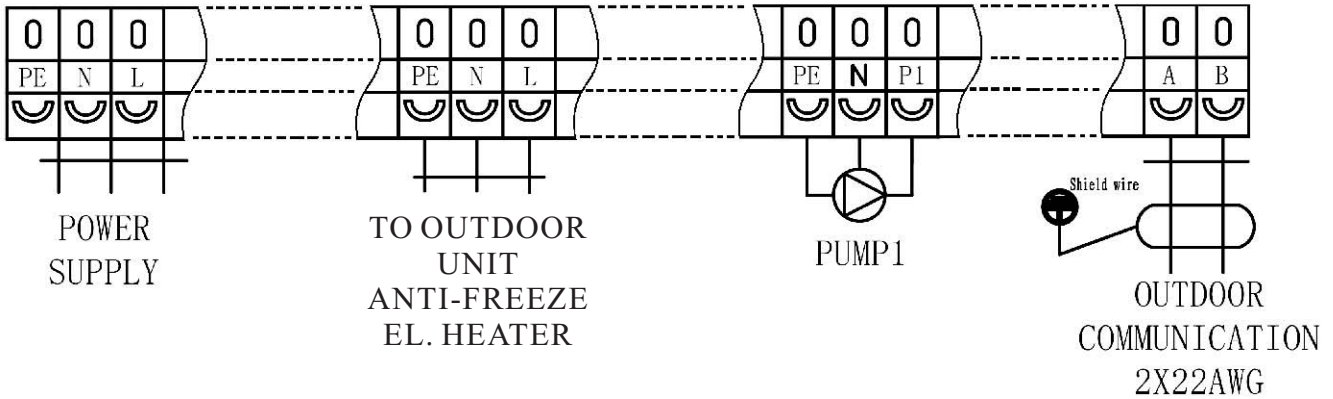 0 0 0 0 0 0 0 0 0 0 0
PE N L PE N L PE N P1 A B
Shield wire
POWER
SUPPLY
TO OUTDOOR
UNIT
ANTI-FREEZE
EL. HEATER
PUMP1
OUTDOOR
COMMUNICATION
2X22AWG